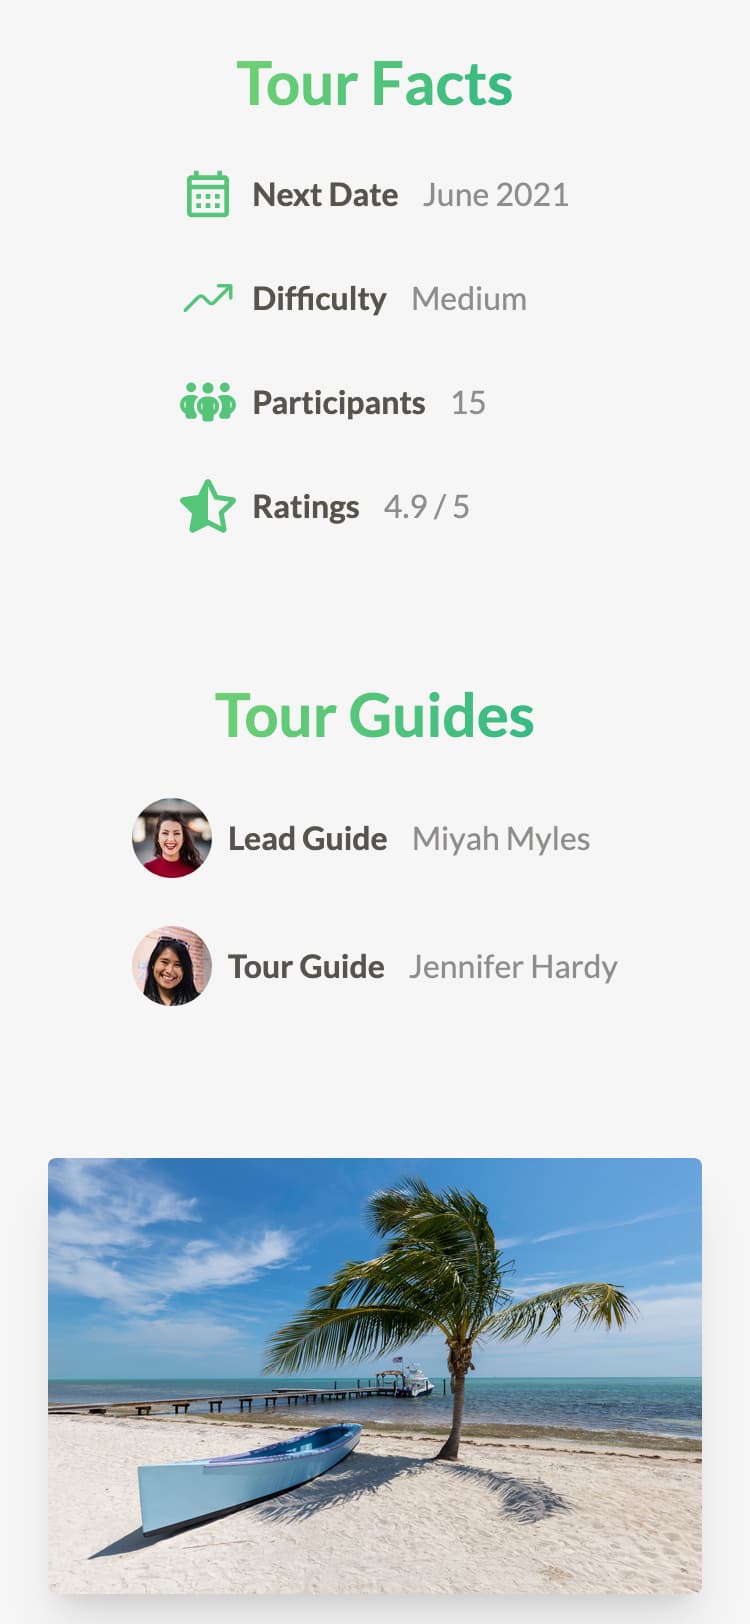 Tour Facts
Next Date June 2021
Difficulty Medium
Participants 15
Ratings 4.9 / 5
Tour Guides
Lead Guide Miyah Myles
Tour Guide Jennifer Hardy